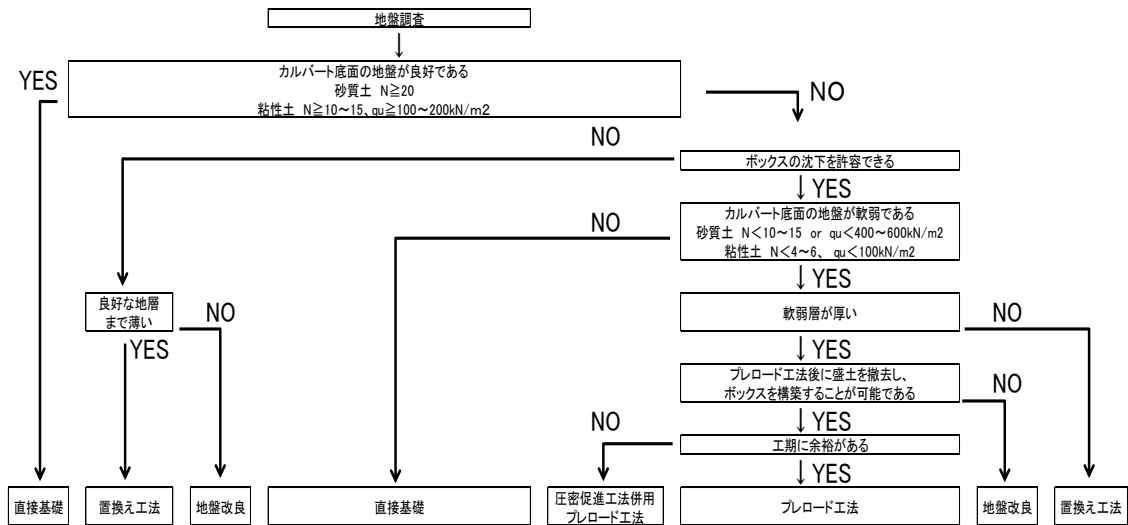 地盤調査
↓
カルバート底面の地盤が良好である
砂質土 N≧20
粘性土 N≧10~15、qu≧100~200kN/m2
YES
NO
NO
ボックスの沈下を許容できる
↓ YES
カルバート底面の地盤が軟弱である
砂質土 N<10~15 or qu<400~600kN/m2
粘性土 N<4~6、 qu<100kN/m2
NO
↓ YES
良好な地層
まで薄い
NO
YES
軟弱層が厚い
NO
↓ YES
プレロード工法後に盛土を撤去し、
ボックスを構築することが可能である
NO
↓ YES
NO
工期に余裕がある
↓ YES
直接基礎
置換え工法
地盤改良
直接基礎
圧密促進工法併用
プレロード工法
プレロード工法
地盤改良
置換え工法